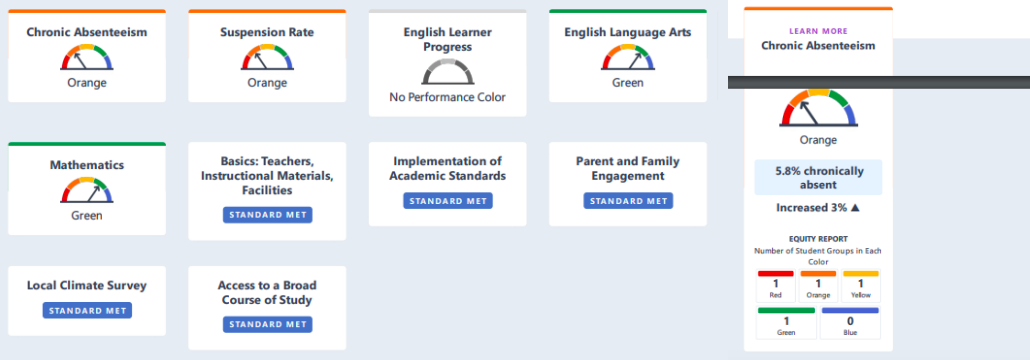 Chronic Absenteeism
Orange
Suspension Rate
Orange
English Learner
Progress
No Performance Color
English Language Arts
Green
Mathematics
Green
Basics: Teachers,
Instructional Materials,
Facilities
STANDARD MET
Implementation of
Academic Standards
STANDARD MET
Parent and Family
Engagement
STANDARD MET
Local Climate Survey
STANDARD MET
Access to a Broad
Course of Study
STANDARD MET
LEARN MORE
Chronic Absenteeism
Orange
5.8% chronically
absent
Increased 3% ▲
EQUITY REPORT
Number of Student Groups in Each
Color
1
Red
1
Orange
1
Yellow
1
Green
0
Blue